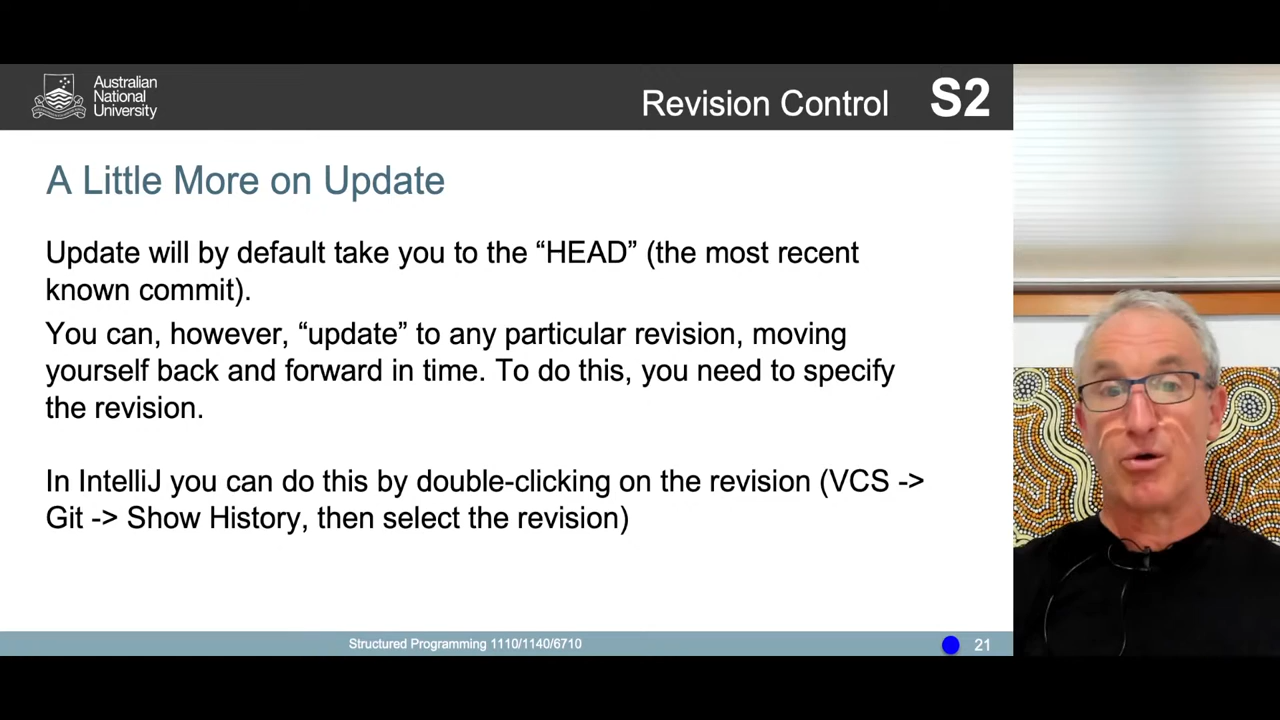 Australian
National
University
Revision Control S2
A Little More on Update
Update will by default take you to the “HEAD” (the most recent
known commit).
You can, however, “update” to any particular revision, moving
yourself back and forward in time. To do this, you need to specify
the revision.
In IntelliJ you can do this by double-clicking on the revision (VCS ->
Git -> Show History, then select the revision)
Structured Programming 1110/1140/6710 21